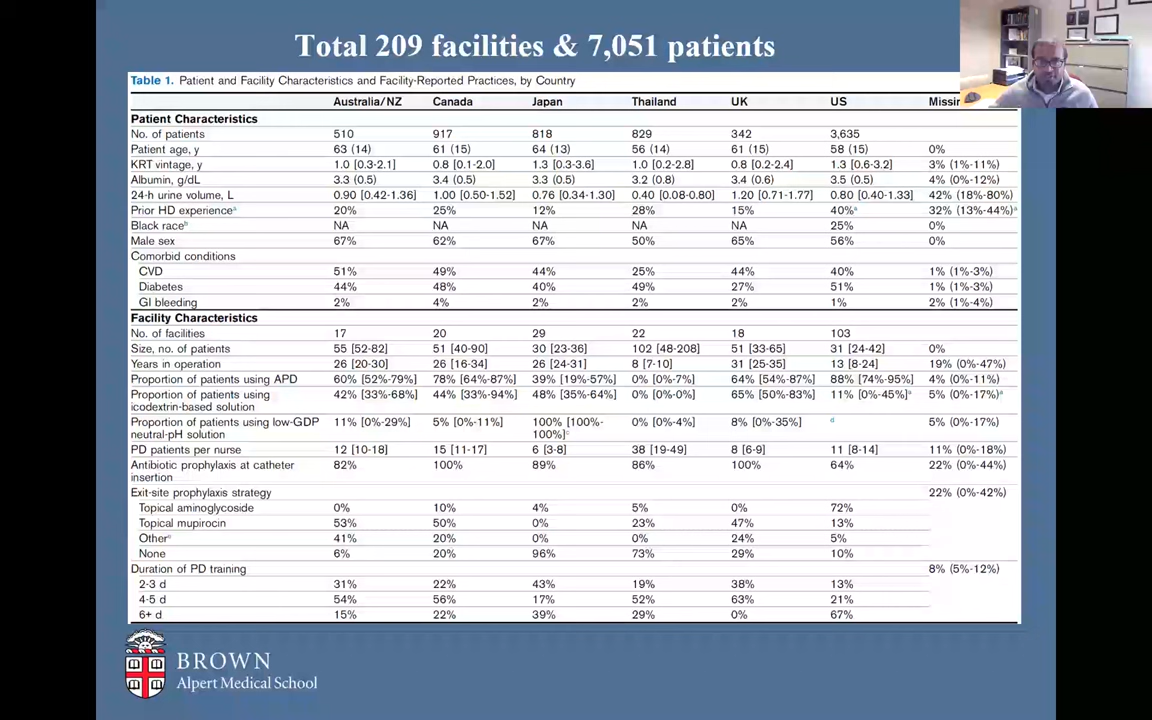 Total 209 facilities & 7,051 patients
Table 1. Patient and Facility Characteristics and Facility-Reported Practices, by Country
Australia/NZ Canada Japan Thailand UK US
Patient Characteristics
No. of patients 510 917 818 829 342 3,635
Patient age, y 63 (14) 61 (15) 64 (13) 56 (14) 61 (15) 58 (15) 0%
KRT vintage, y 1.0 [0.3-2.1] 0.8 [0.1-2.0] 1.3 [0.3-3.6] 1.0 [0.2-2.8] 0.8 [0.2-2.4] 1.3 [0.6-3.2] 3% (1%-11%)
Albumin, g/dL 3.3 (0.5) 3.4 (0.5) 3.3 (0.5) 3.2 (0.8) 3.4 (0.6) 3.5 (0.5) 4% (0%-12%)
24-h urine volume, L 0.90 [0.42-1.36] 1.00 [0.50-1.52] 0.76 [0.34-1.30] 0.40 [0.08-0.80] 1.20 [0.71-1.77] 0.80 [0.40-1.33] 42% (18%-80%)
Prior HD experienceᵃ 20% 25% 12% 28% 15% 40%ᵃ 32% (13%-44%)ᵃ
Black raceᵇ NA NA NA NA NA 25% 0%
Male sex 67% 62% 67% 50% 65% 56% 0%
Comorbid conditions
CVD 51% 49% 44% 25% 44% 40% 1% (1%-3%)
Diabetes 44% 48% 40% 49% 27% 51% 1% (1%-3%)
GI bleeding 2% 4% 2% 2% 2% 1% 2% (1%-4%)
Facility Characteristics
No. of facilities 17 20 29 22 18 103
Size, no. of patients 55 [52-82] 51 [40-90] 30 [23-36] 102 [48-208] 51 [33-65] 31 [24-42] 0%
Years in operation 26 [20-30] 26 [16-34] 26 [24-31] 8 [7-10] 31 [25-35] 13 [8-24] 19% (0%-47%)
Proportion of patients using APD 60% [52%-79%] 78% [64%-87%] 39% [19%-57%] 0% [0%-7%] 64% [54%-87%] 88% [74%-95%] 4% (0%-11%)
Proportion of patients using 42% [33%-68%] 44% [33%-94%] 48% [35%-64%] 0% [0%-0%] 65% [50%-83%] 11% [0%-45%]ᵃ 5% (0%-17%)ᵃ
icodextrin-based solution
Proportion of patients using low-GDP 11% [0%-29%] 5% [0%-11%] 100% [100%- 0% [0%-4%] 8% [0%-35%] ᵈ 5% (0%-17%)
neutral-pH solution 100%]ᶜ
PD patients per nurse 12 [10-18] 15 [11-17] 6 [3-8] 38 [19-49] 8 [6-9] 11 [8-14] 11% (0%-18%)
Antibiotic prophylaxis at catheter 82% 100% 89% 86% 100% 64% 22% (0%-44%)
insertion
Exit-site prophylaxis strategy 22% (0%-42%)
Topical aminoglycoside 0% 10% 4% 5% 0% 72%
Topical mupirocin 53% 50% 0% 23% 47% 13%
Otherᵉ 41% 20% 0% 0% 24% 5%
None 6% 20% 96% 73% 29% 10%
Duration of PD training 8% (5%-12%)
2-3 d 31% 22% 43% 19% 38% 13%
4-5 d 54% 56% 17% 52% 63% 21%
6+ d 15% 22% 39% 29% 0% 67%
BROWN
Alpert Medical School